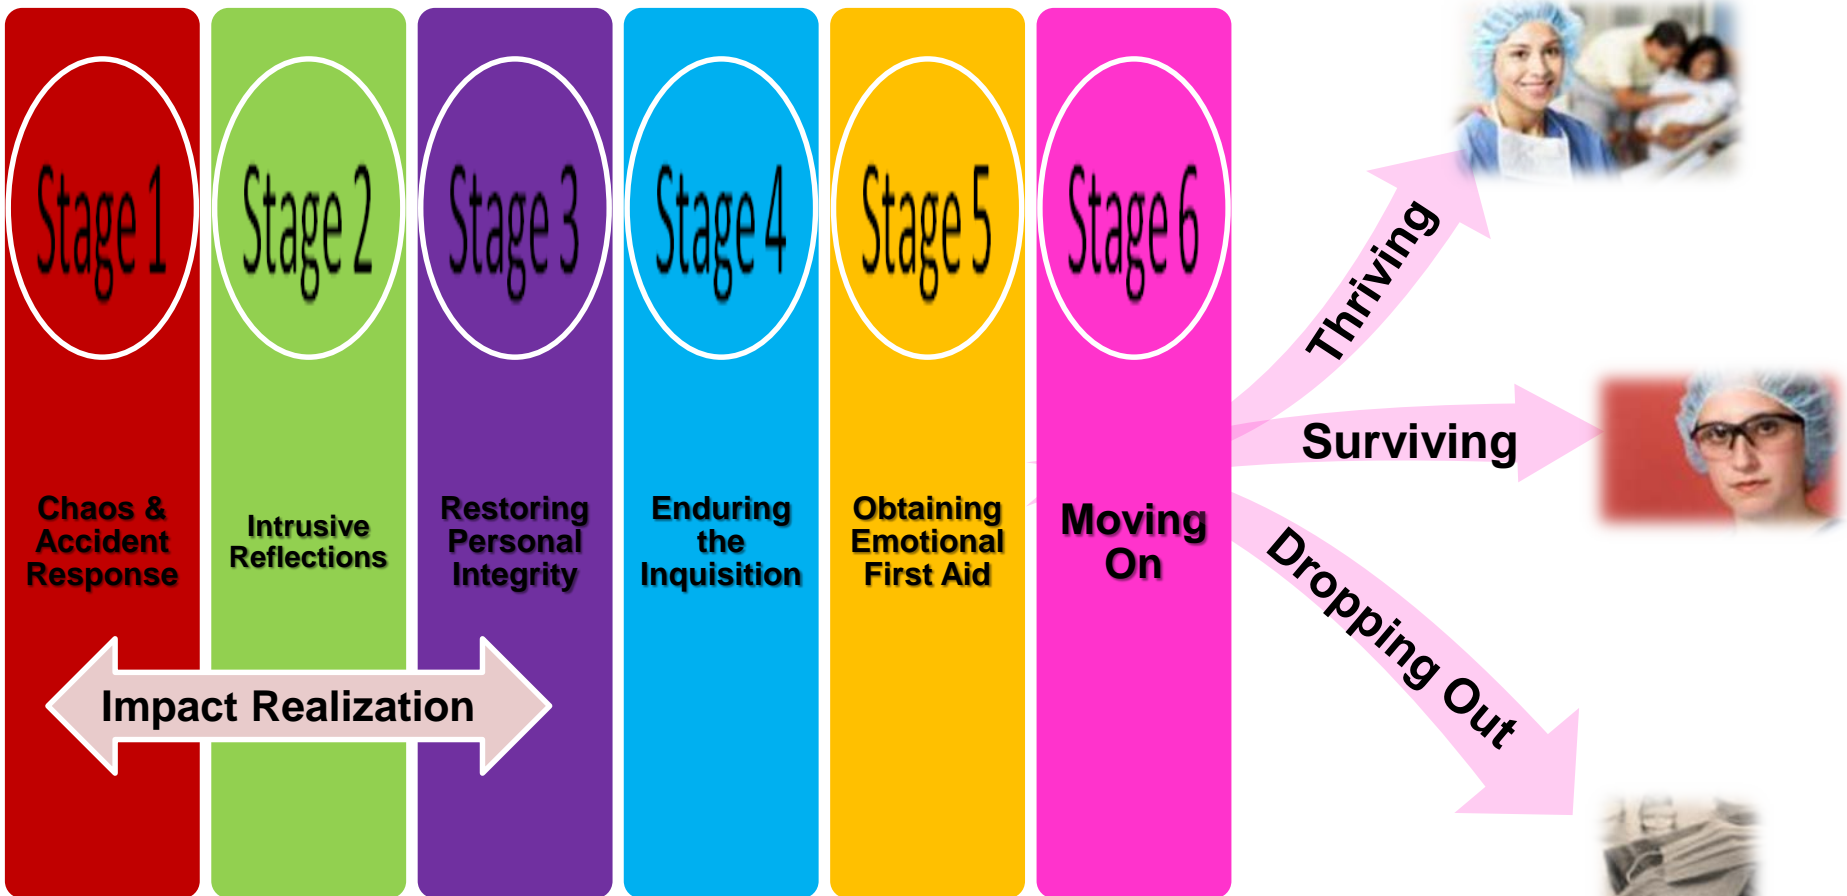 Stage 1
Stage 2
Stage 3
Stage 4
Stage 5
Stage 6
Chaos &
Accident
Response
Intrusive
Reflections
Restoring
Personal
Integrity
Enduring
the
Inquisition
Obtaining
Emotional
First Aid
Moving
On
Impact Realization
Thriving
Surviving
Dropping Out